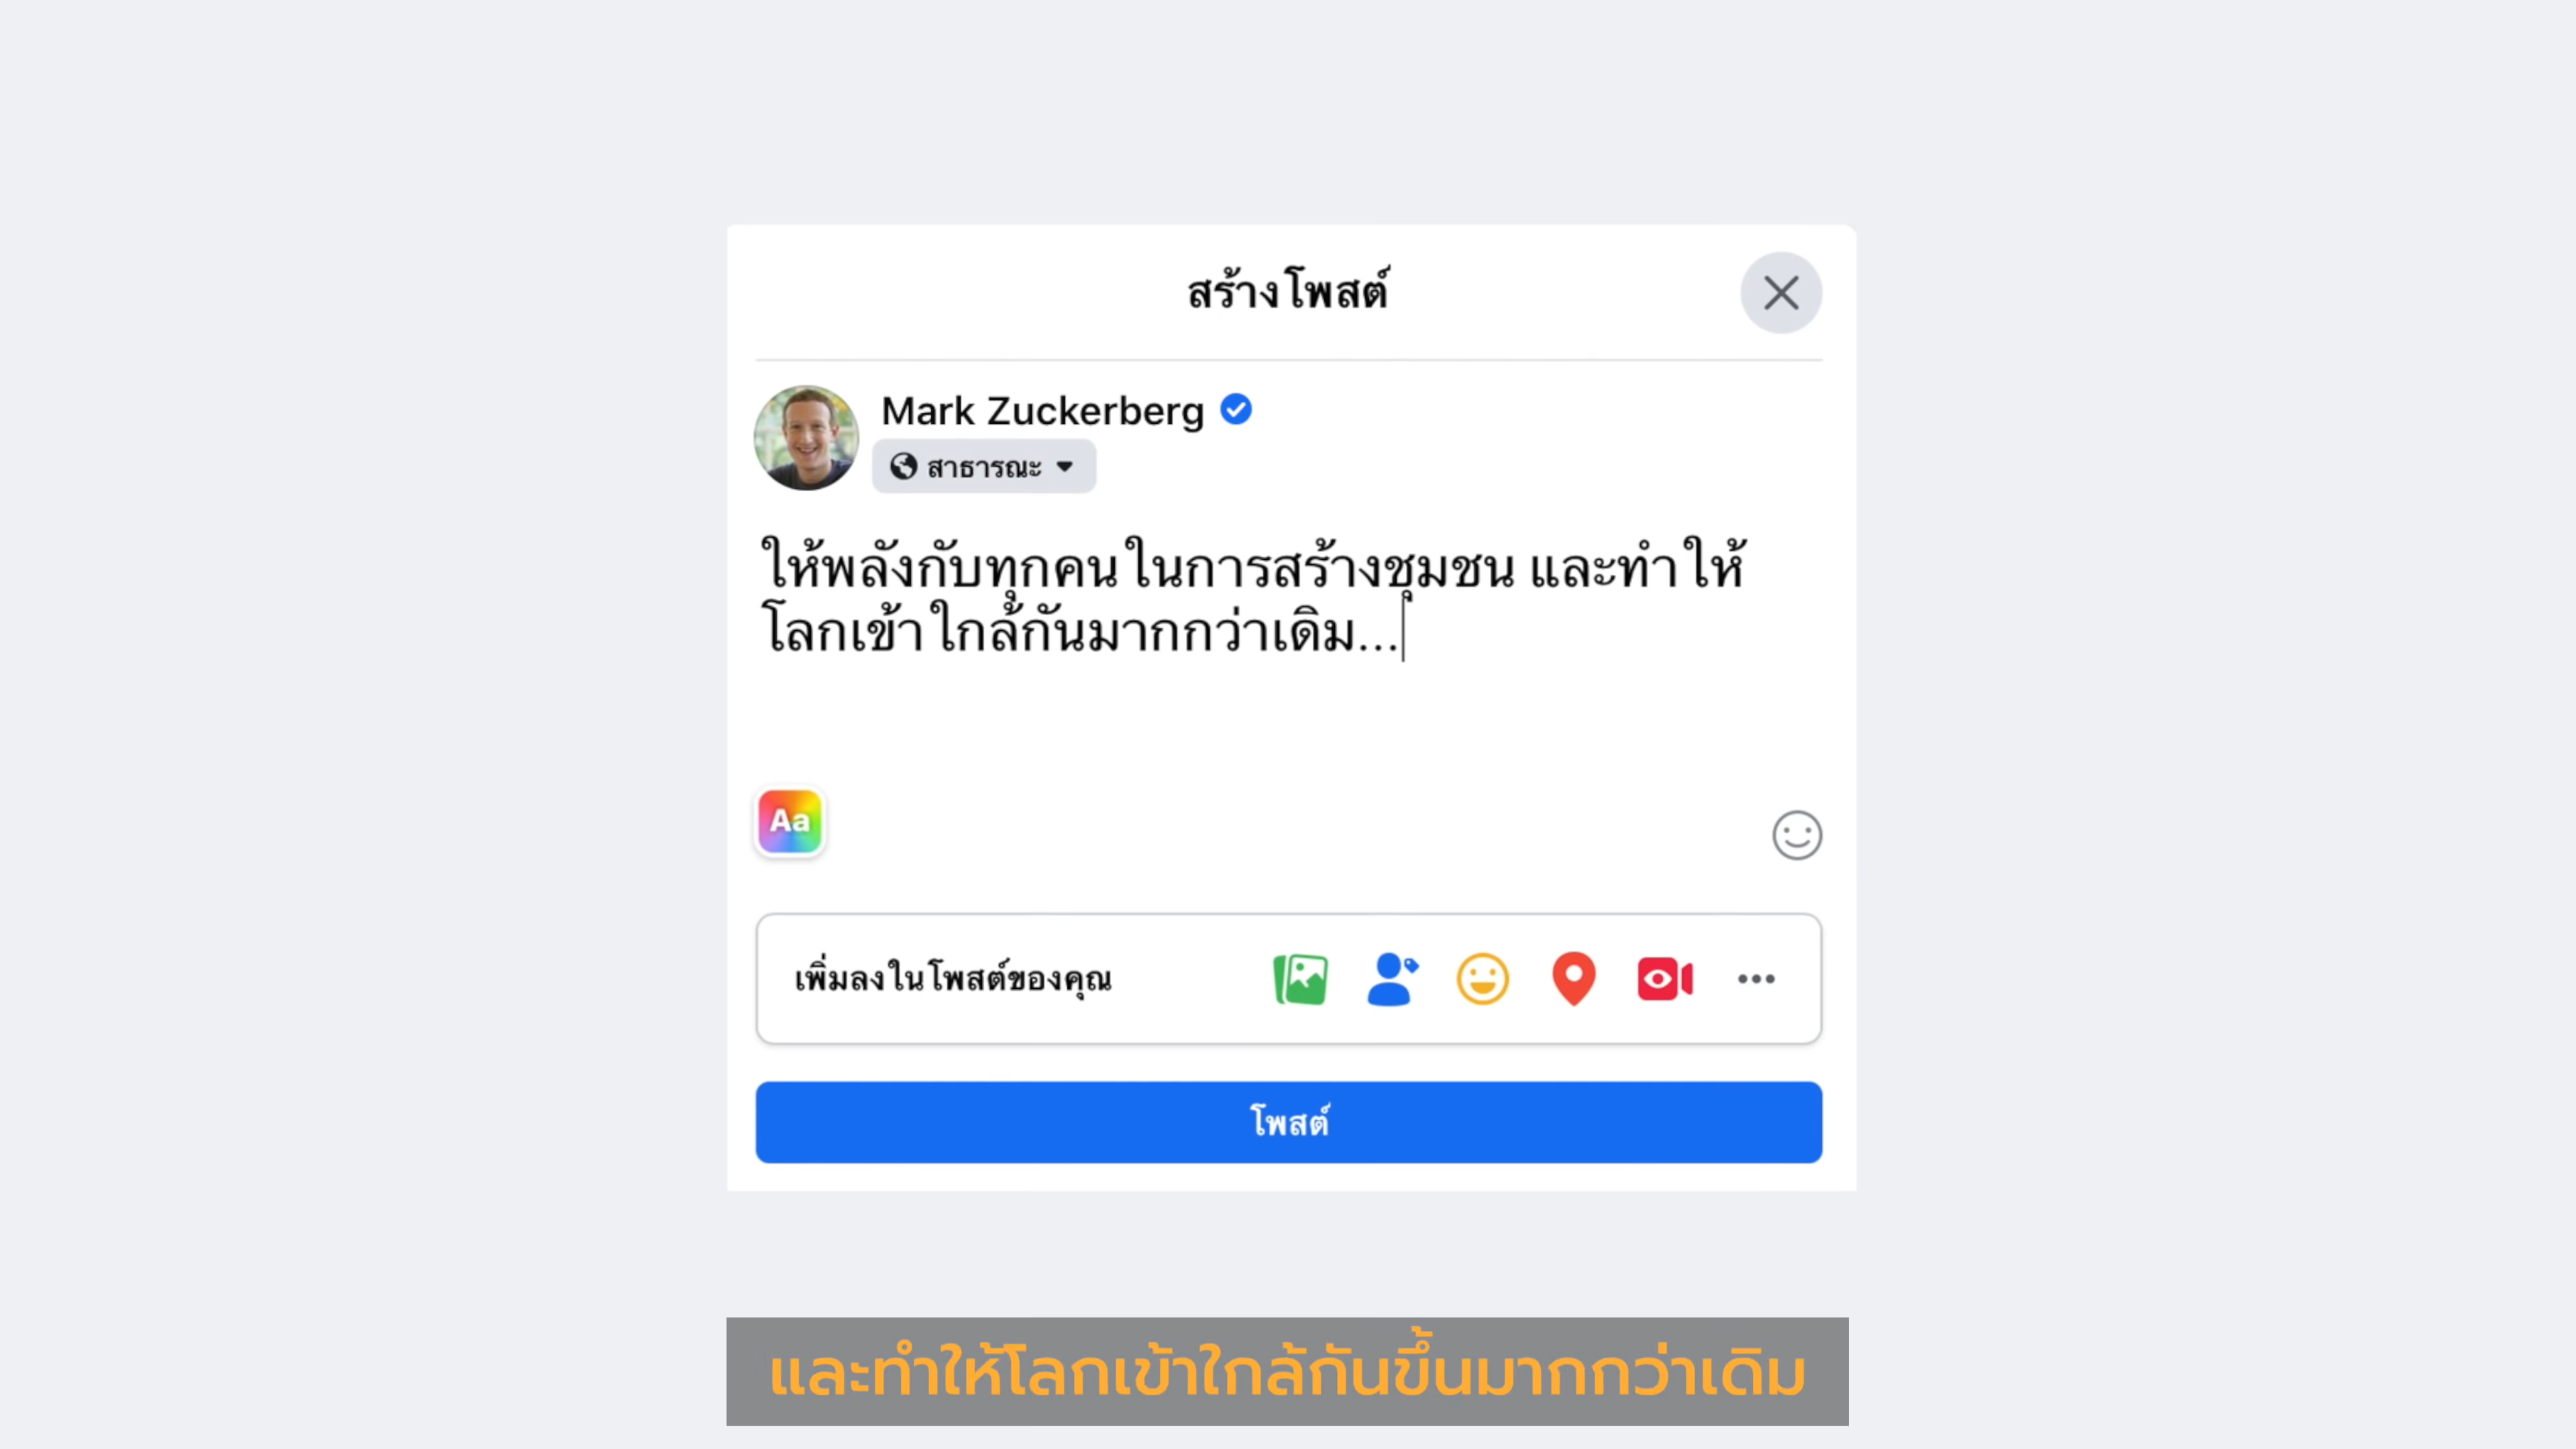 สร้างโพสต์
Mark Zuckerberg
สาธารณะ
ให้พลังกับทุกคนในการสร้างชุมชน และทำให้
โลกเข้าใกล้กันมากกว่าเดิม...
Aa
เพิ่มลงในโพสต์ของคุณ
โพสต์
และทำให้โลกเข้าใกล้กันขึ้นมากกว่าเดิม